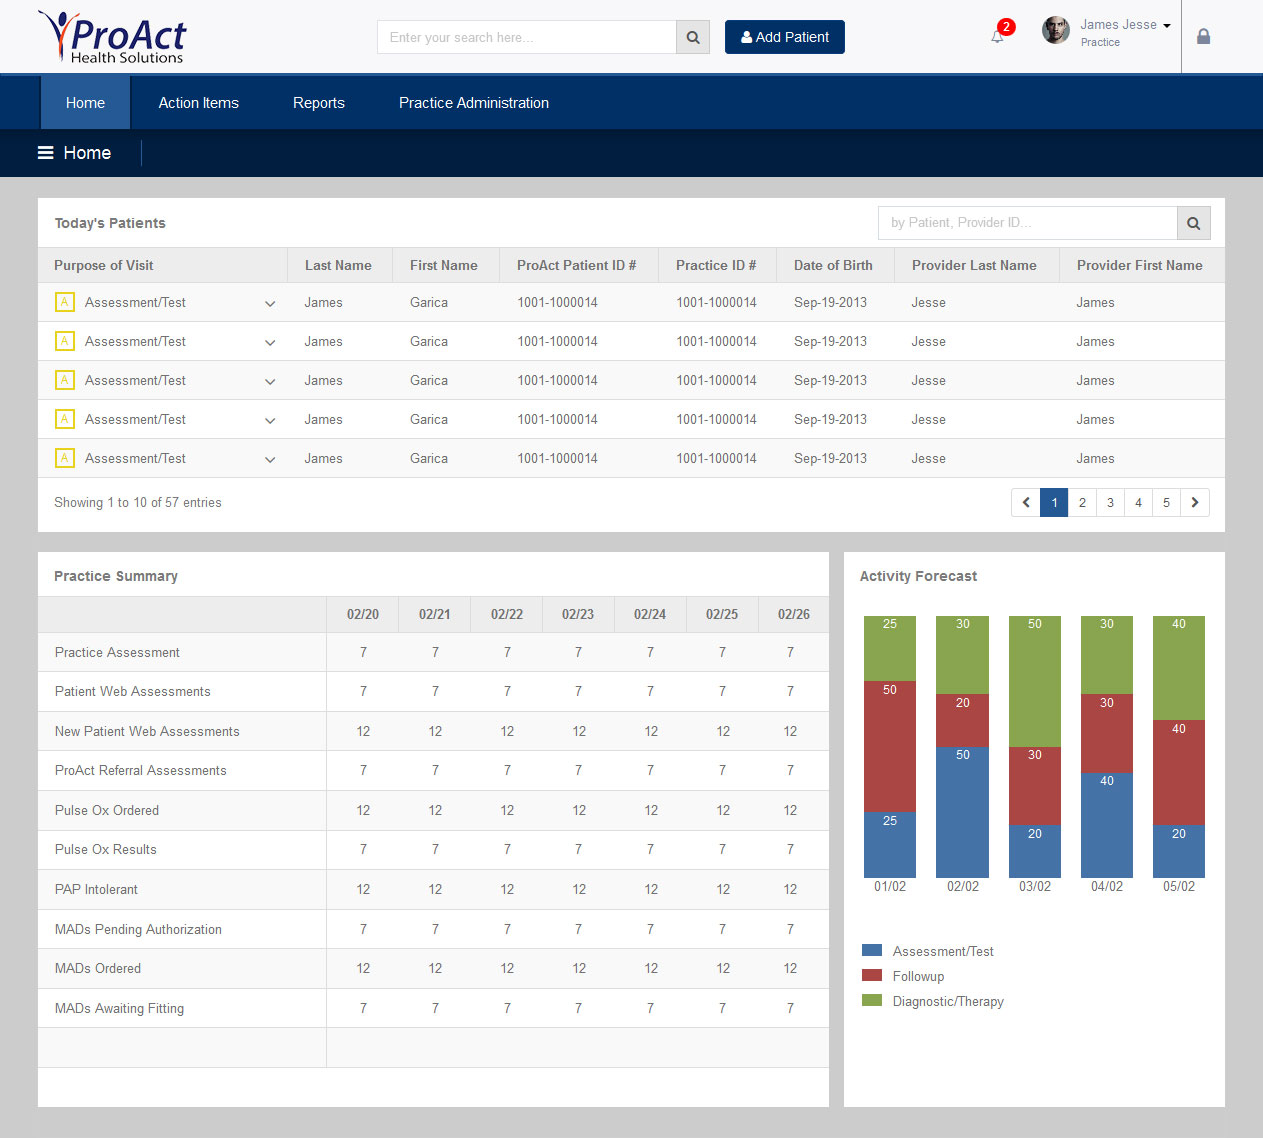 ProAct
Health Solutions
Enter your search here...
Add Patient
2
James Jesse
Practice
Home Action Items Reports Practice Administration
Home
Today's Patients
by Patient, Provider ID...
Purpose of Visit Last Name First Name ProAct Patient ID # Practice ID # Date of Birth Provider Last Name Provider First Name
A Assessment/Test James Garica 1001-1000014 1001-1000014 Sep-19-2013 Jesse James
A Assessment/Test James Garica 1001-1000014 1001-1000014 Sep-19-2013 Jesse James
A Assessment/Test James Garica 1001-1000014 1001-1000014 Sep-19-2013 Jesse James
A Assessment/Test James Garica 1001-1000014 1001-1000014 Sep-19-2013 Jesse James
A Assessment/Test James Garica 1001-1000014 1001-1000014 Sep-19-2013 Jesse James
Showing 1 to 10 of 57 entries
1 2 3 4 5
Practice Summary
02/20 02/21 02/22 02/23 02/24 02/25 02/26
Practice Assessment 7 7 7 7 7 7 7
Patient Web Assessments 7 7 7 7 7 7 7
New Patient Web Assessments 12 12 12 12 12 12 12
ProAct Referral Assessments 7 7 7 7 7 7 7
Pulse Ox Ordered 12 12 12 12 12 12 12
Pulse Ox Results 7 7 7 7 7 7 7
PAP Intolerant 12 12 12 12 12 12 12
MADs Pending Authorization 7 7 7 7 7 7 7
MADs Ordered 12 12 12 12 12 12 12
MADs Awaiting Fitting 7 7 7 7 7 7 7
Activity Forecast
25 30 50 30 40
50 20 30 30 40
25 50 20 40 20
01/02 02/02 03/02 04/02 05/02
Assessment/Test
Followup
Diagnostic/Therapy